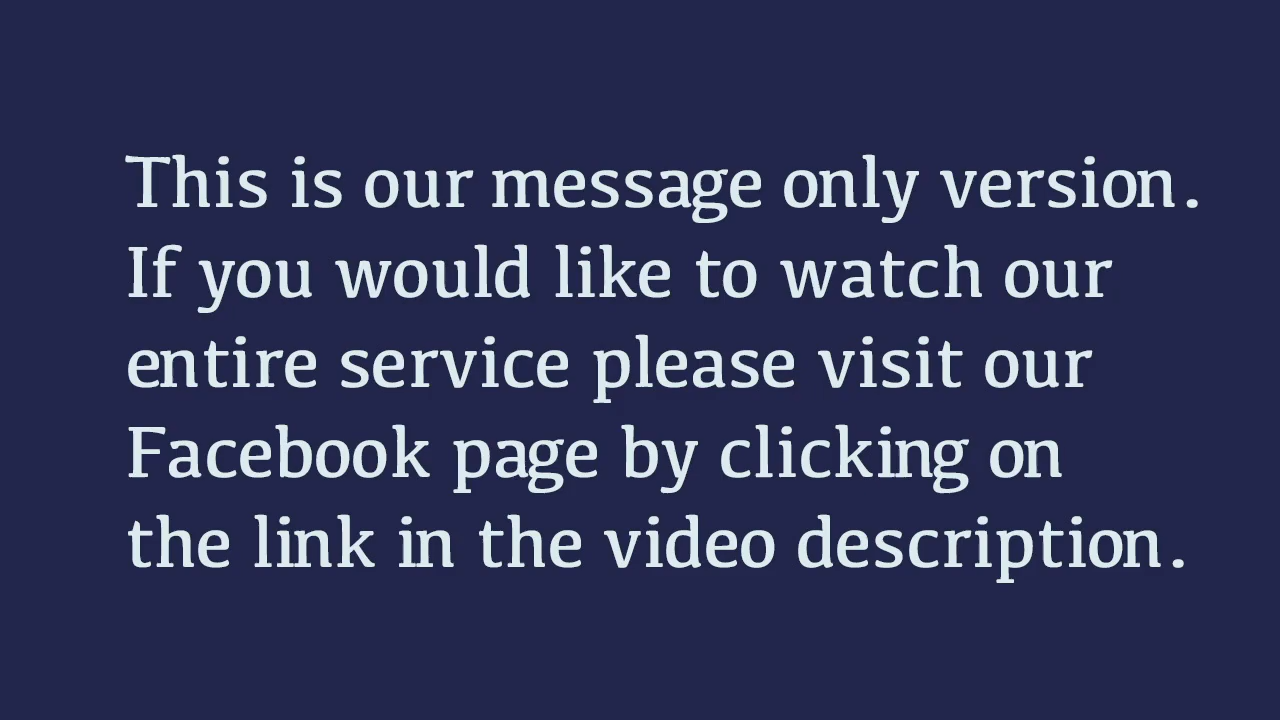 This is our message only version.
If you would like to watch our
entire service please visit our
Facebook page by clicking on
the link in the video description.